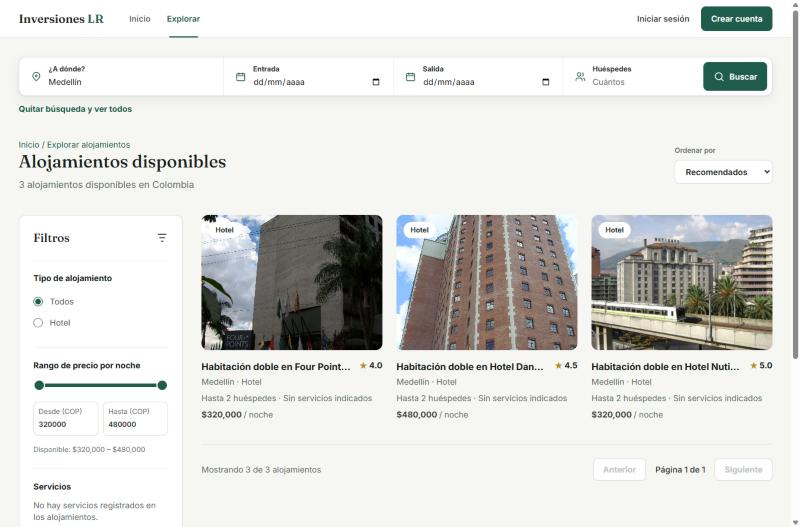 Inversiones LR
Inicio
Explorar
Iniciar sesión
Crear cuenta
¿A dónde?
Medellín
Entrada
dd/mm/aaaa
Salida
dd/mm/aaaa
Huéspedes
Cuántos
Buscar
Quitar búsqueda y ver todos
Inicio / Explorar alojamientos
Alojamientos disponibles
3 alojamientos disponibles en Colombia
Ordenar por
Recomendados
Filtros
Tipo de alojamiento
Todos
Hotel
Rango de precio por noche
Desde (COP)
320000
Hasta (COP)
480000
Disponible: $320,000 – $480,000
Servicios
No hay servicios registrados en
los alojamientos.
Hotel
FOUR
POINTS
Habitación doble en Four Point... ★ 4.0
Medellín · Hotel
Hasta 2 huéspedes · Sin servicios indicados
$320,000 / noche
Hotel
Habitación doble en Hotel Dan... ★ 4.5
Medellín · Hotel
Hasta 2 huéspedes · Sin servicios indicados
$480,000 / noche
Hotel
NUTIBARA
Habitación doble en Hotel Nuti... ★ 5.0
Medellín · Hotel
Hasta 2 huéspedes · Sin servicios indicados
$320,000 / noche
Mostrando 3 de 3 alojamientos
Anterior
Página 1 de 1
Siguiente